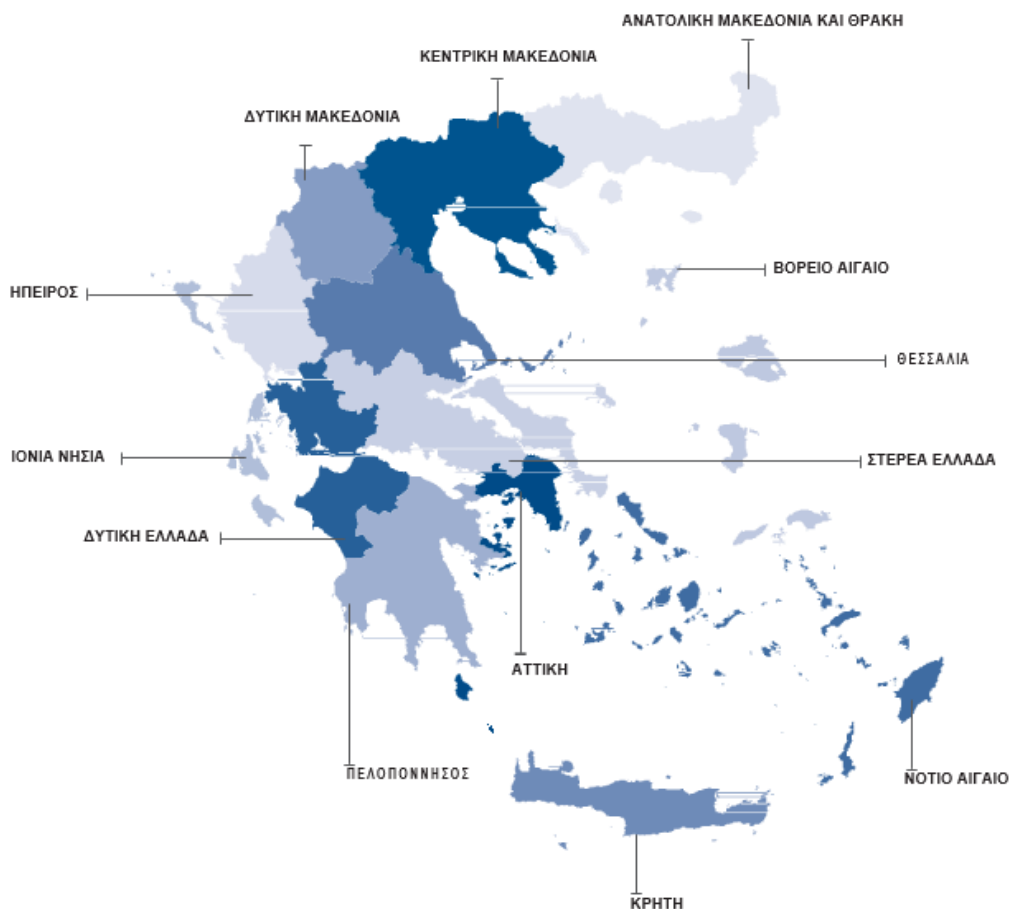 ΑΝΑΤΟΛΙΚΗ ΜΑΚΕΔΟΝΙΑ ΚΑΙ ΘΡΑΚΗ
ΚΕΝΤΡΙΚΗ ΜΑΚΕΔΟΝΙΑ
ΔΥΤΙΚΗ ΜΑΚΕΔΟΝΙΑ
ΒΟΡΕΙΟ ΑΙΓΑΙΟ
ΗΠΕΙΡΟΣ
ΘΕΣΣΑΛΙΑ
ΙΟΝΙΑ ΝΗΣΙΑ
ΣΤΕΡΕΑ ΕΛΛΑΔΑ
ΔΥΤΙΚΗ ΕΛΛΑΔΑ
ΑΤΤΙΚΗ
ΠΕΛΟΠΟΝΝΗΣΟΣ
ΝΟΤΙΟ ΑΙΓΑΙΟ
ΚΡΗΤΗ